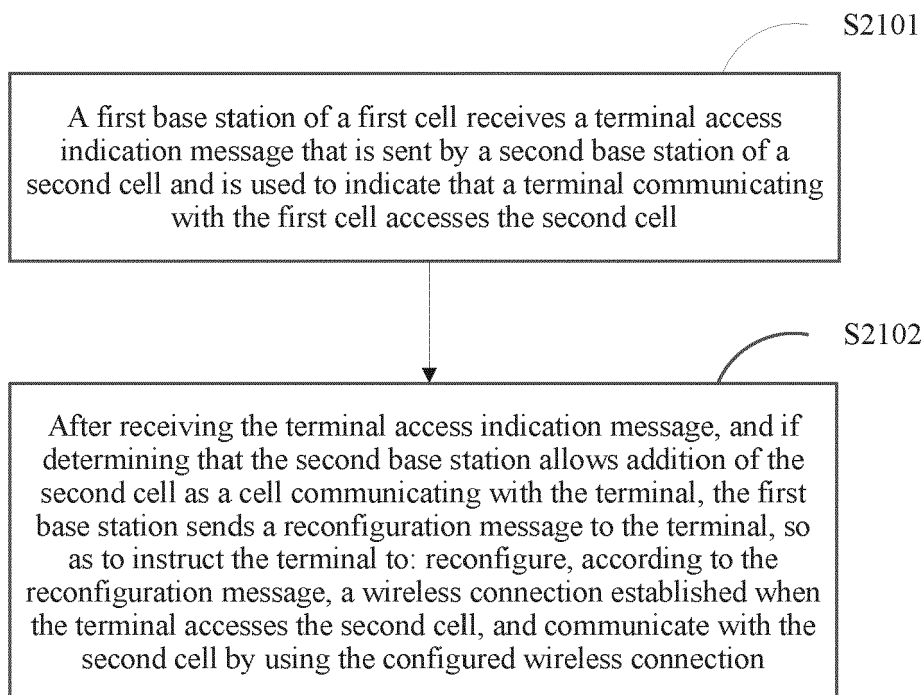 S2101
A first base station of a first cell receives a terminal access
indication message that is sent by a second base station of a
second cell and is used to indicate that a terminal communicating
with the first cell accesses the second cell
S2102
After receiving the terminal access indication message, and if
determining that the second base station allows addition of the
second cell as a cell communicating with the terminal, the first
base station sends a reconfiguration message to the terminal, so
as to instruct the terminal to: reconfigure, according to the
reconfiguration message, a wireless connection established when
the terminal accesses the second cell, and communicate with the
second cell by using the configured wireless connection